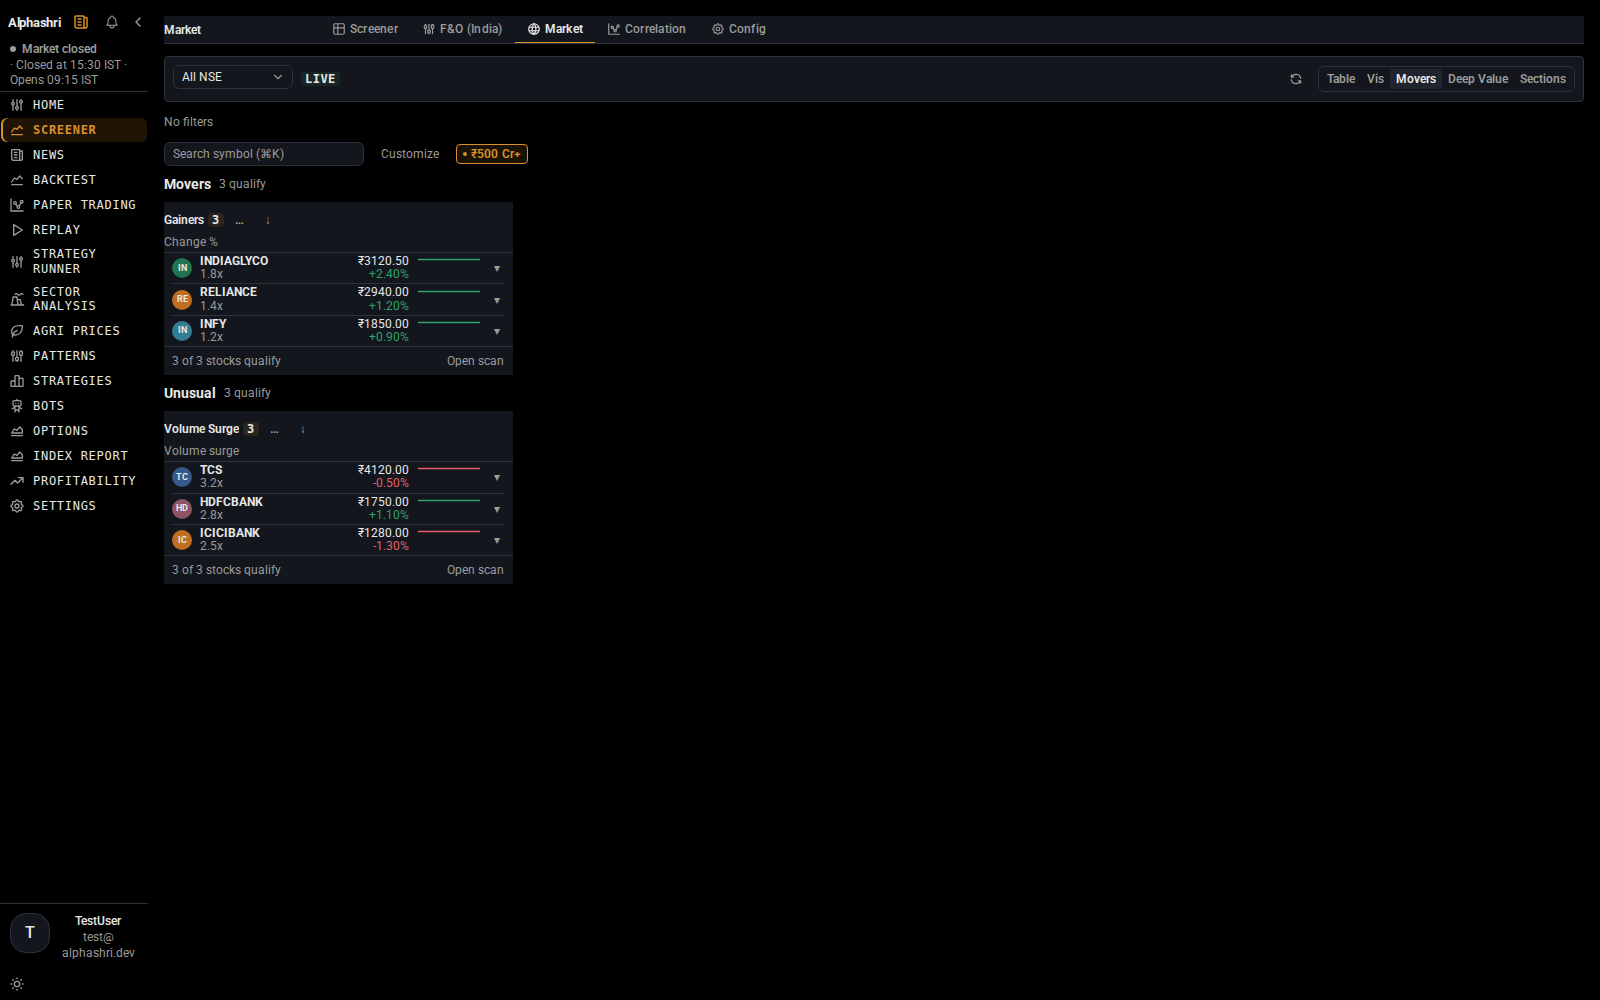 Alphashri
Market closed
· Closed at 15:30 IST ·
Opens 09:15 IST
HOME
SCREENER
NEWS
BACKTEST
PAPER TRADING
REPLAY
STRATEGY
RUNNER
SECTOR
ANALYSIS
AGRI PRICES
PATTERNS
STRATEGIES
BOTS
OPTIONS
INDEX REPORT
PROFITABILITY
SETTINGS
T
TestUser
test@
alphashri.dev
Market
Screener
F&O (India)
Market
Correlation
Config
All NSE
LIVE
Table
Vis
Movers
Deep Value
Sections
No filters
Search symbol (⌘K)
Customize
• ₹500 Cr+
Movers 3 qualify
Gainers 3 ... ↓
Change %
IN INDIAGLYCO ₹3120.50 ▼
1.8x +2.40%
RE RELIANCE ₹2940.00 ▼
1.4x +1.20%
IN INFY ₹1850.00 ▼
1.2x +0.90%
3 of 3 stocks qualify Open scan
Unusual 3 qualify
Volume Surge 3 ... ↓
Volume surge
TC TCS ₹4120.00 ▼
3.2x -0.50%
HD HDFCBANK ₹1750.00 ▼
2.8x +1.10%
IC ICICIBANK ₹1280.00 ▼
2.5x -1.30%
3 of 3 stocks qualify Open scan